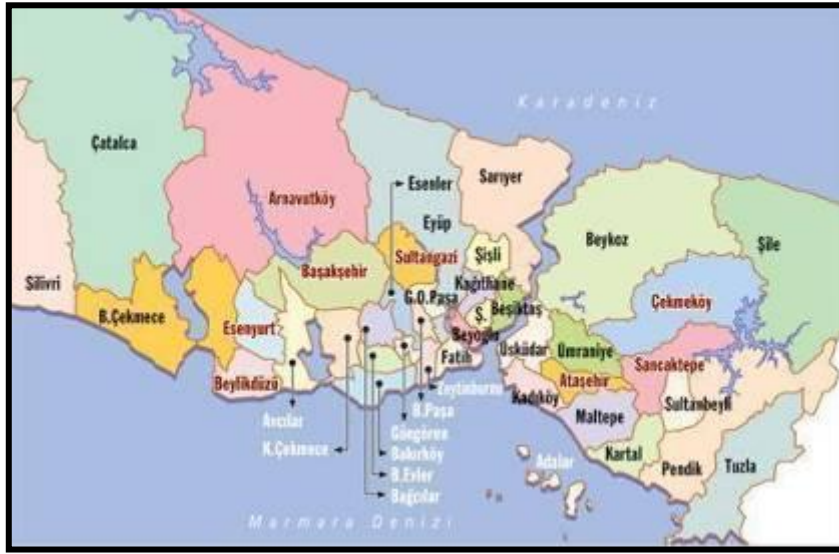 Karadeniz
Çatalca
Esenler
Sarıyer
Arnavutköy
Eyüp
Beykoz
Şile
Sultangazi
Şişli
Başakşehir
Silivri
Kağıthane
G.O.Paşa
Çekmeköy
B.Çekmece
Ş.
Beşiktaş
Esenyurt
Beyoğlu
Fatih
Üsküdar
Ümraniye
Sancaktepe
Beylikdüzü
Zeytinburnu
Kadıköy
Ataşehir
Sultanbeyli
Avcılar
B.Paşa
Maltepe
Güngören
K.Çekmece
Bakırköy
Kartal
B.Evler
Adalar
Pendik
Tuzla
Bağcılar
Marmara Denizi